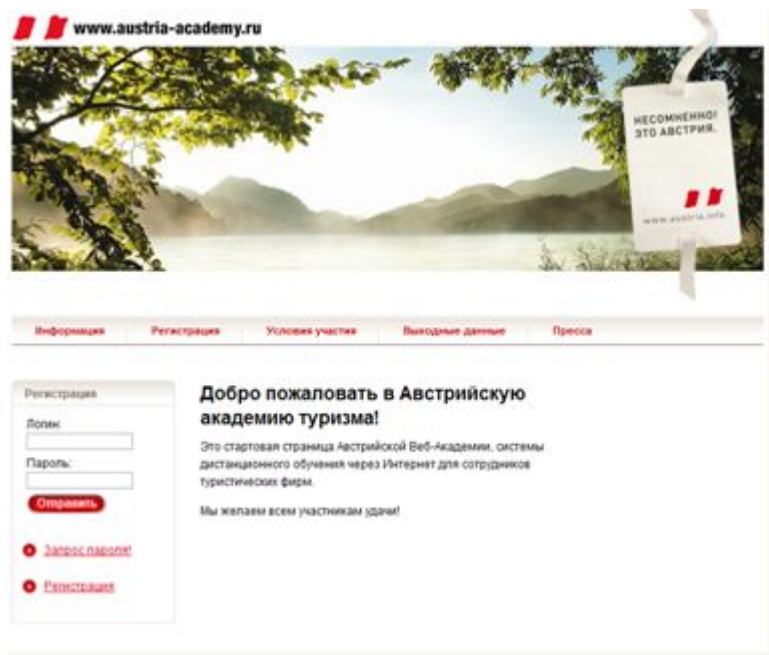 www.austria-academy.ru
НЕСОМНЕННО!
ЭТО АВСТРИЯ.
www.austria.info
Информация Регистрация Условия участия Выходные данные Пресса
Регистрация
Логин:
Пароль:
Отправить
Запрос пароля!
Регистрация
Добро пожаловать в Австрийскую
академию туризма!
Это стартовая страница Австрийской Веб-Академии, системы
дистанционного обучения через Интернет для сотрудников
туристических фирм.
Мы желаем всем участникам удачи!